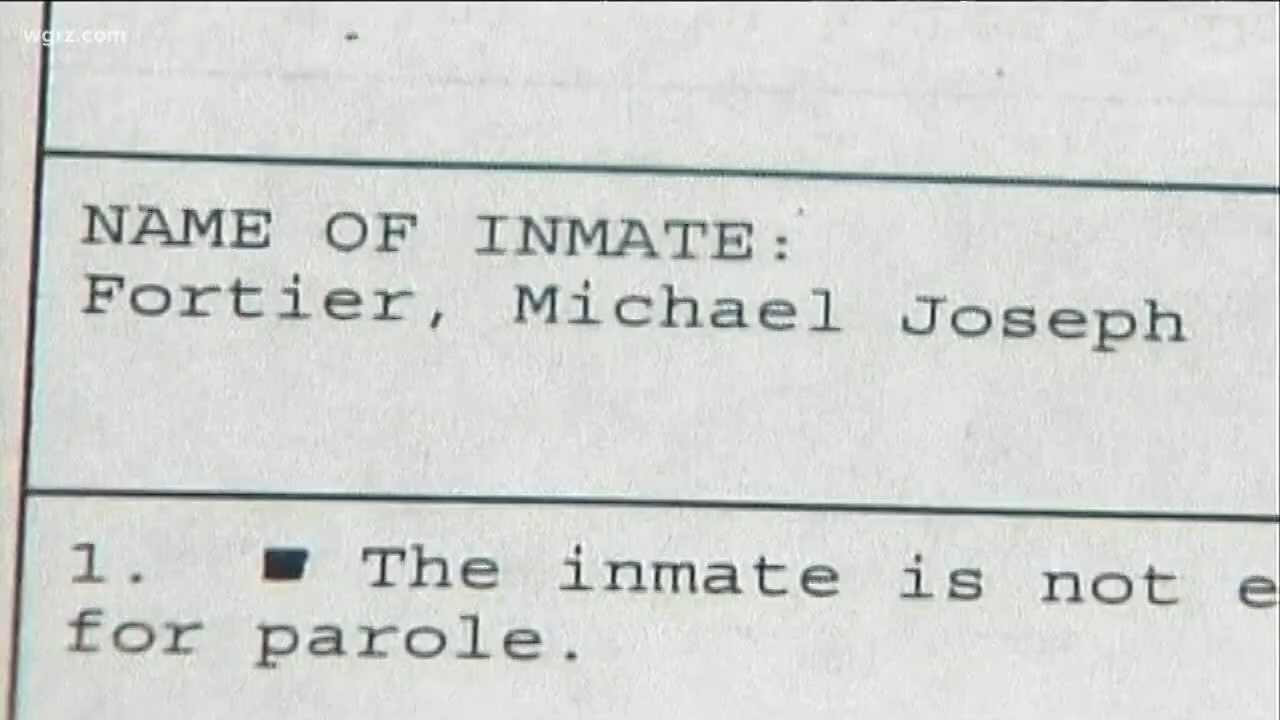 wgrz.com
NAME OF INMATE:
Fortier, Michael Joseph
1. ■ The inmate is not e
for parole.